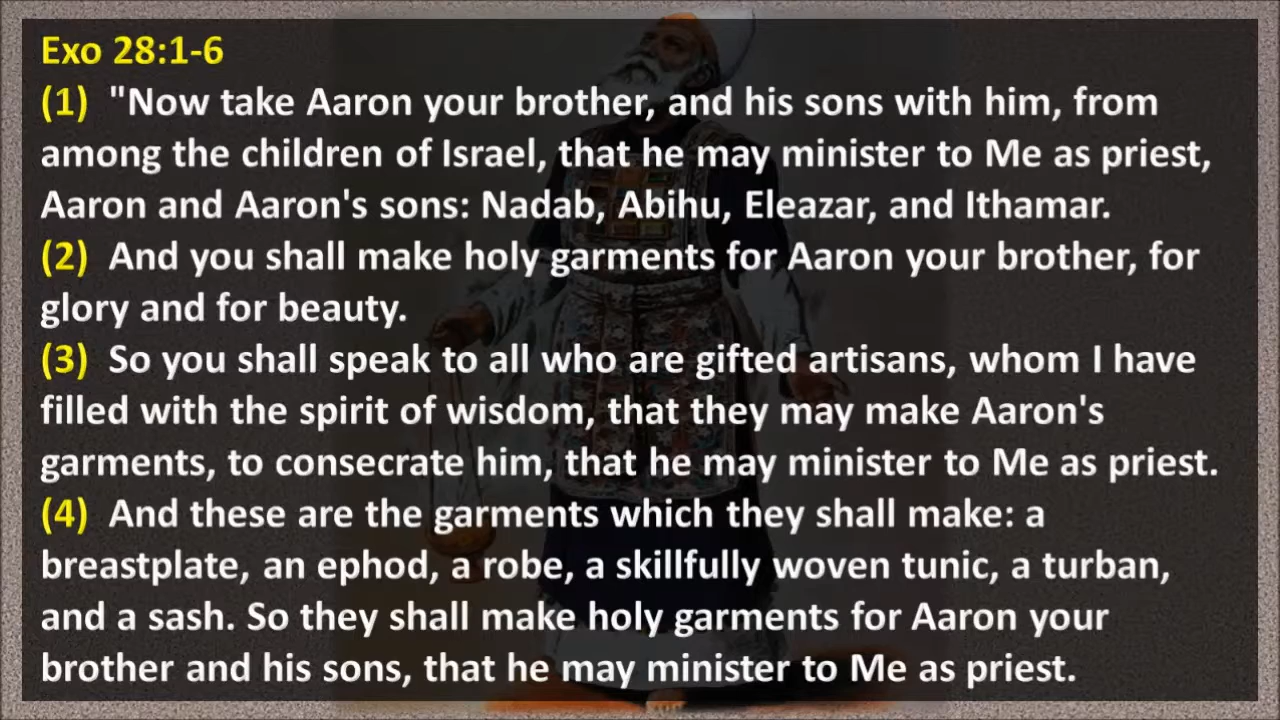 Exo 28:1-6
(1) "Now take Aaron your brother, and his sons with him, from
among the children of Israel, that he may minister to Me as priest,
Aaron and Aaron's sons: Nadab, Abihu, Eleazar, and Ithamar.
(2) And you shall make holy garments for Aaron your brother, for
glory and for beauty.
(3) So you shall speak to all who are gifted artisans, whom I have
filled with the spirit of wisdom, that they may make Aaron's
garments, to consecrate him, that he may minister to Me as priest.
(4) And these are the garments which they shall make: a
breastplate, an ephod, a robe, a skillfully woven tunic, a turban,
and a sash. So they shall make holy garments for Aaron your
brother and his sons, that he may minister to Me as priest.